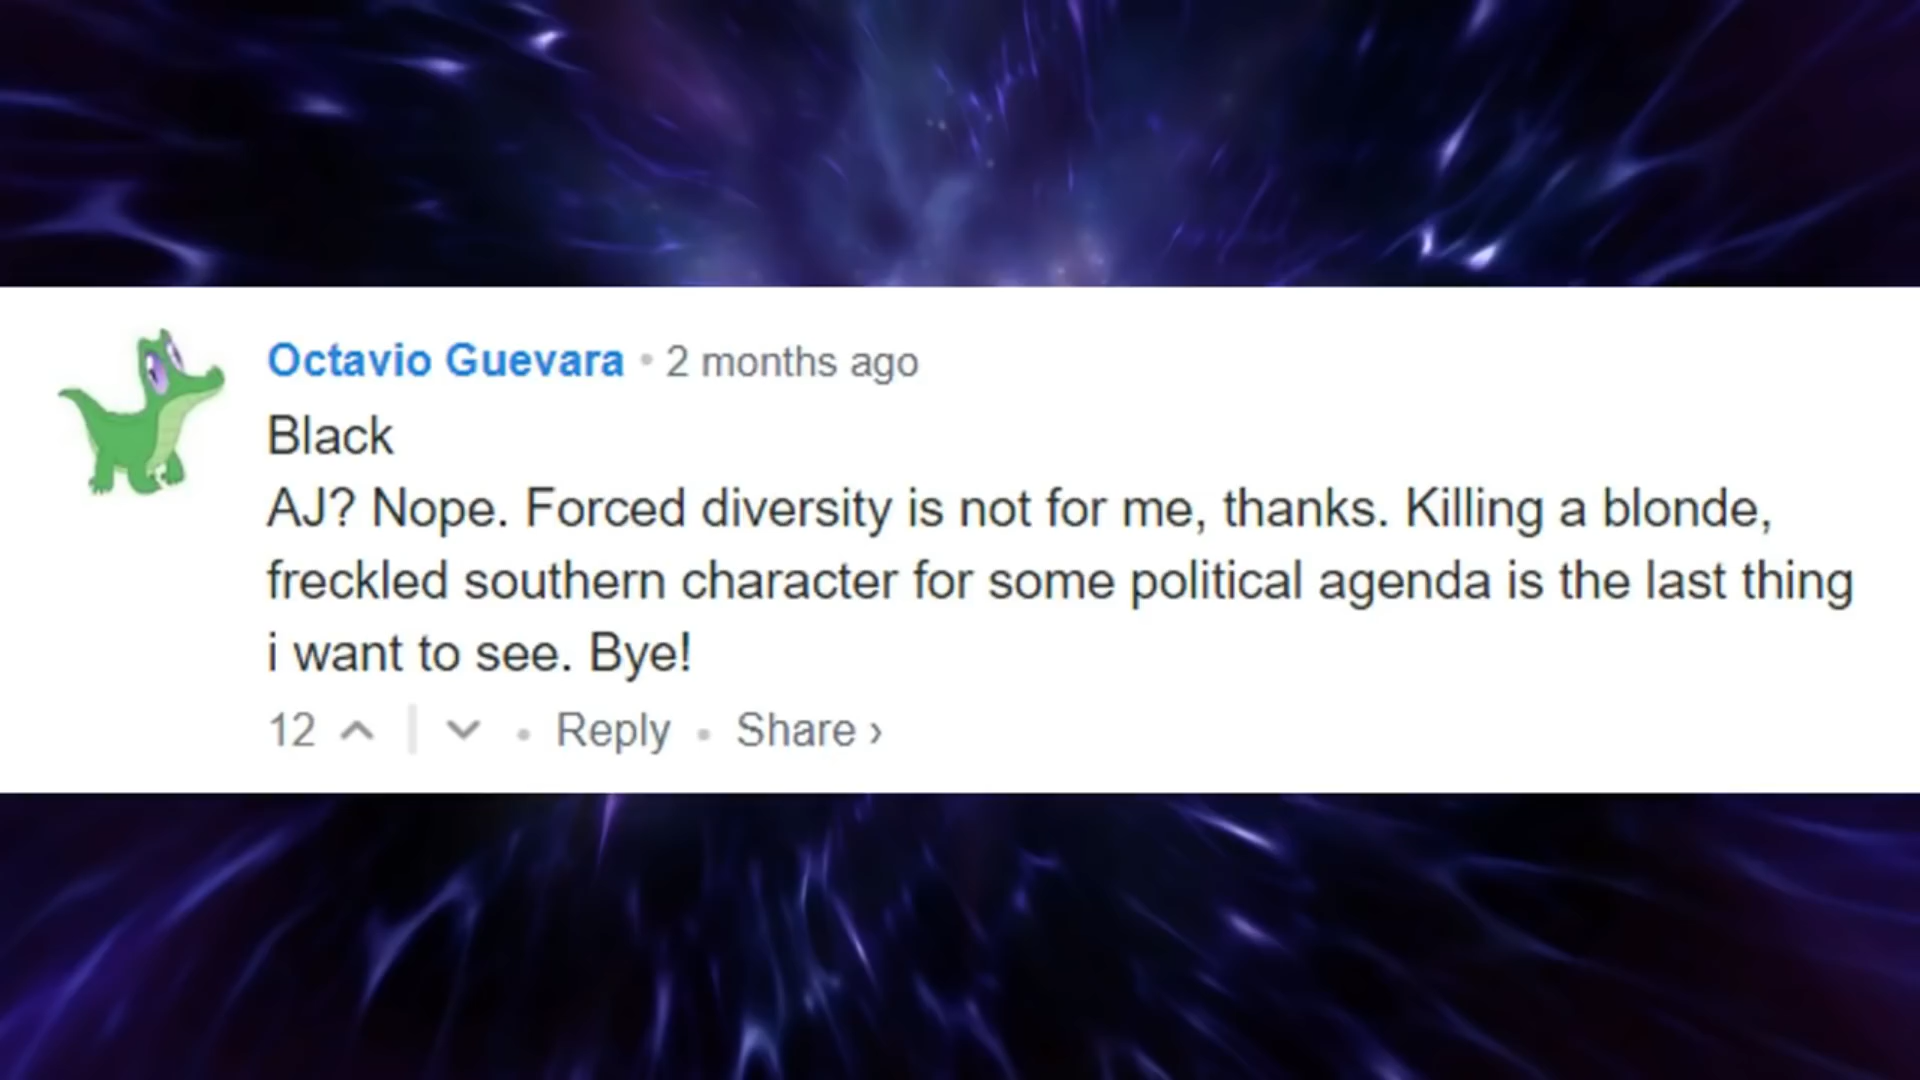 Octavio Guevara • 2 months ago
Black
AJ? Nope. Forced diversity is not for me, thanks. Killing a blonde,
freckled southern character for some political agenda is the last thing
i want to see. Bye!
12 | • Reply • Share ›